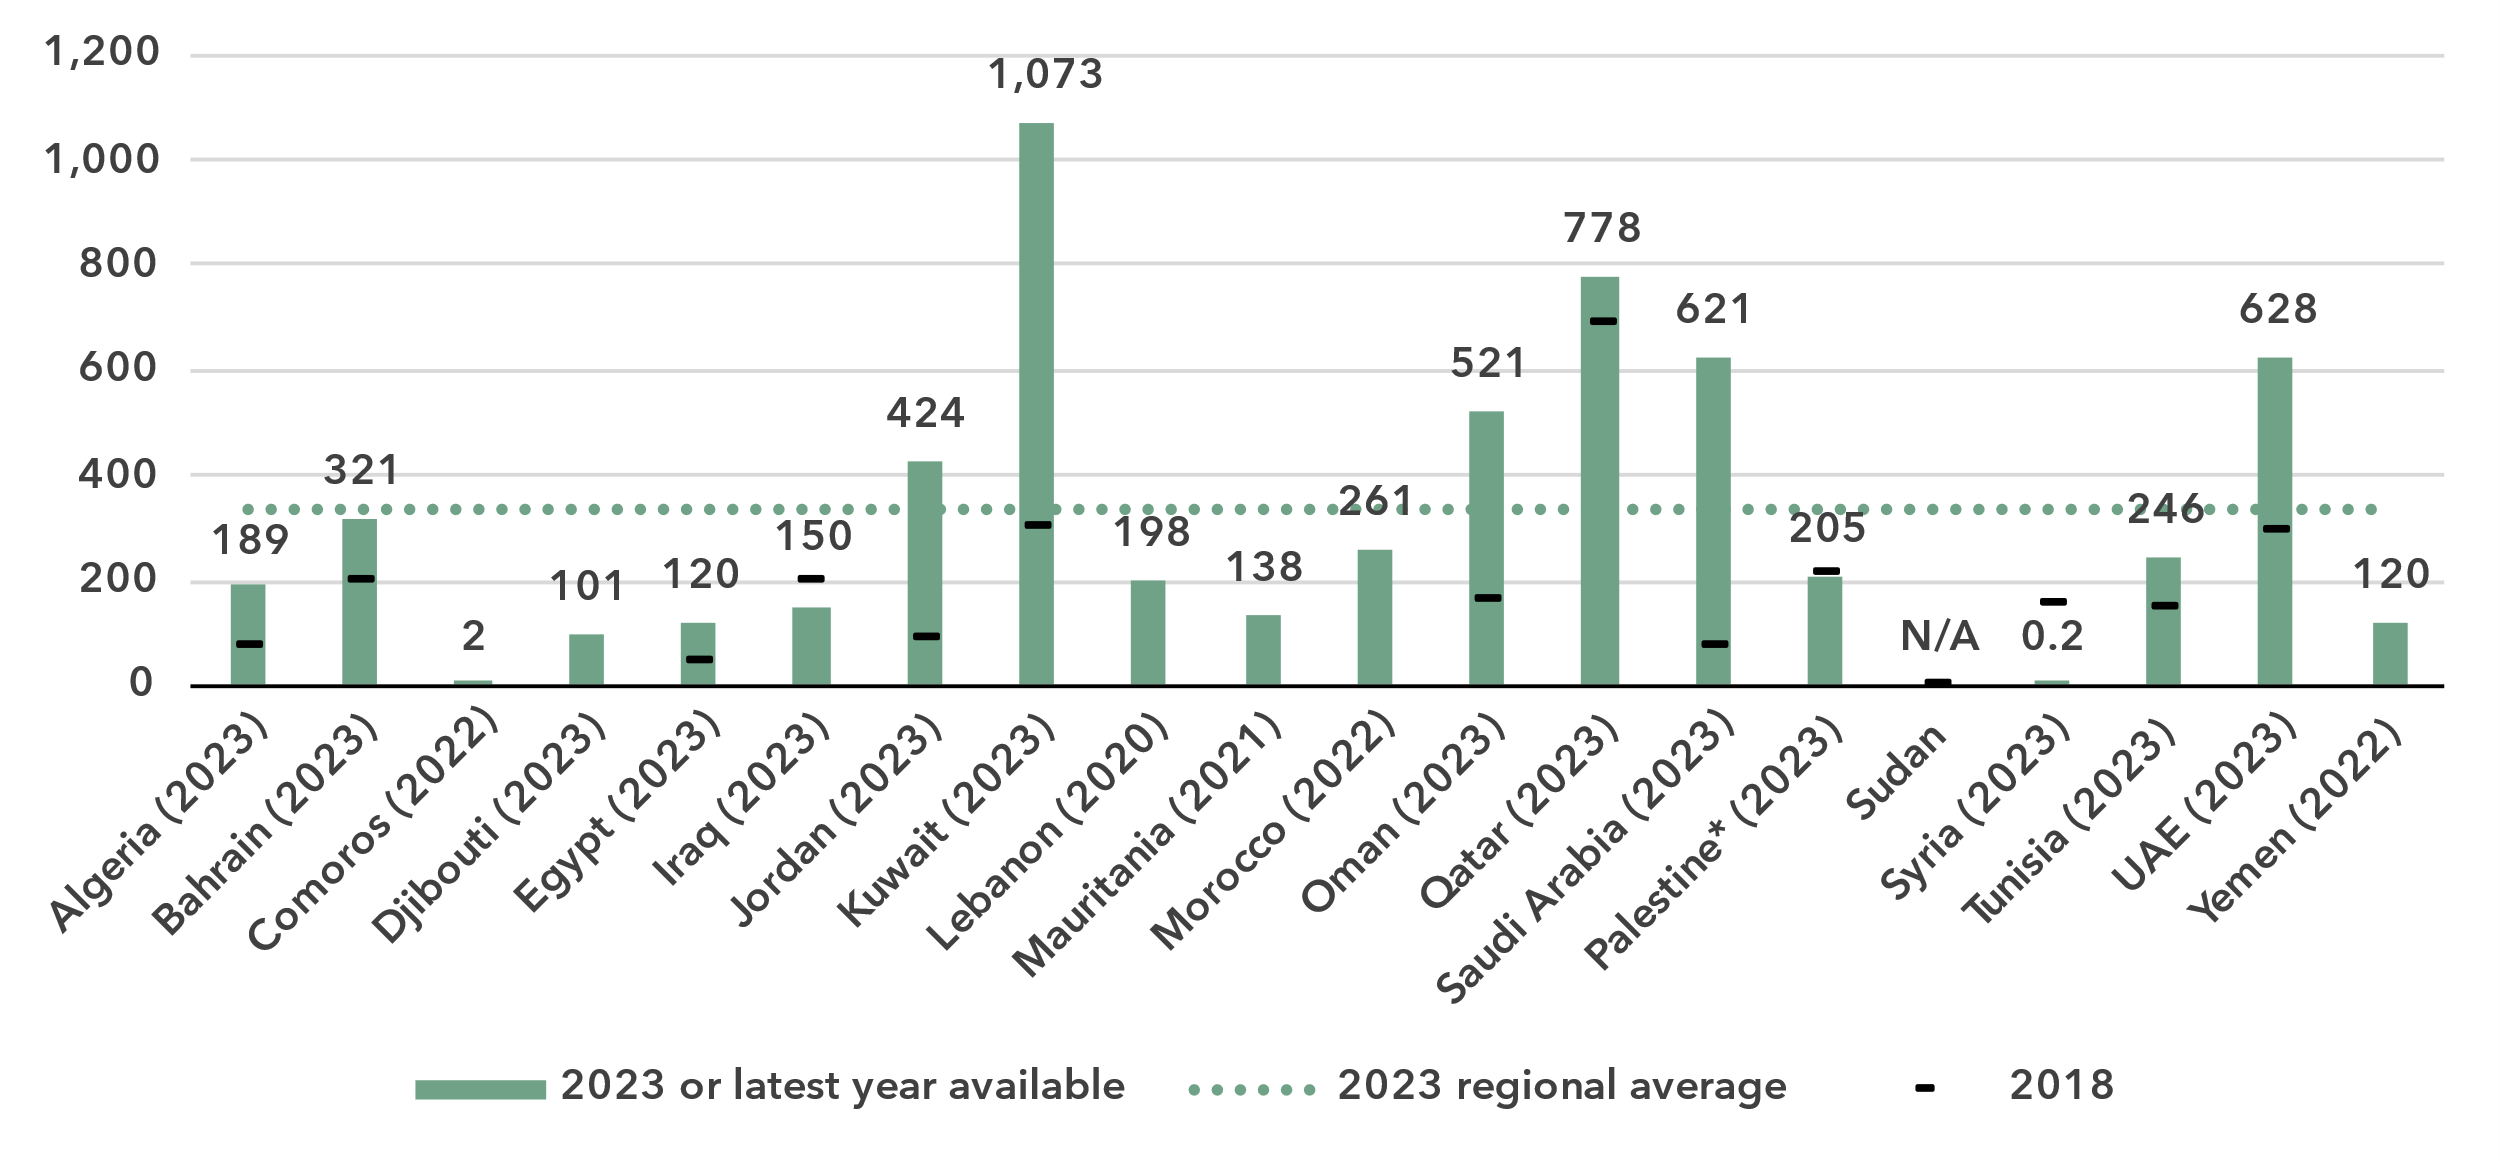 1,200
1,000
800
600
400
200
0
189
321
2
101
120
150
424
1,073
198
138
261
521
778
621
205
N/A
0.2
246
628
120
Algeria (2023)
Bahrain (2023)
Comoros (2022)
Djibouti (2023)
Egypt (2023)
Iraq (2023)
Jordan (2023)
Kuwait (2023)
Lebanon (2020)
Mauritania (2021)
Morocco (2022)
Oman (2023)
Qatar (2023)
Saudi Arabia (2023)
Palestine* (2023)
Sudan
Syria (2023)
Tunisia (2023)
UAE (2023)
Yemen (2022)
2023 or latest year available
2023 regional average
2018